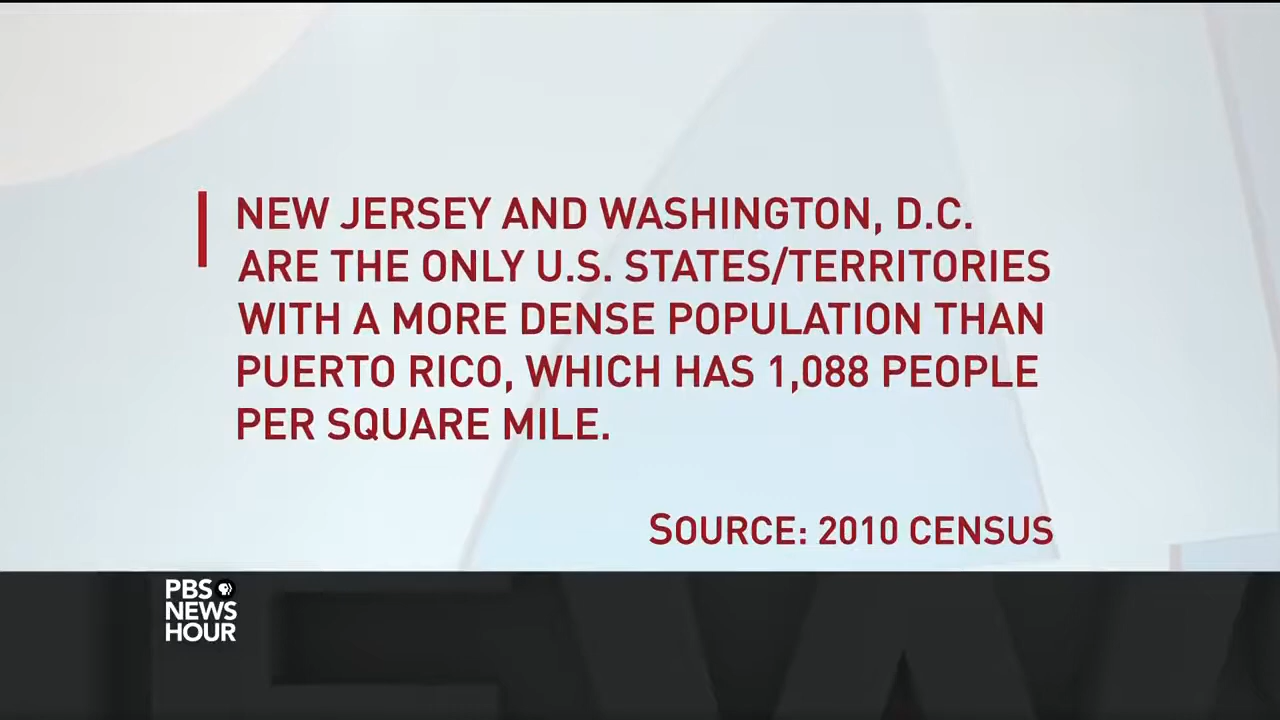 NEW JERSEY AND WASHINGTON, D.C.
ARE THE ONLY U.S. STATES/TERRITORIES
WITH A MORE DENSE POPULATION THAN
PUERTO RICO, WHICH HAS 1,088 PEOPLE
PER SQUARE MILE.
SOURCE: 2010 CENSUS
PBS
NEWS
HOUR